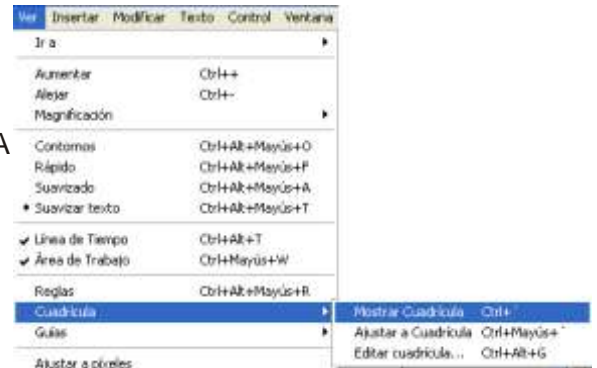 Ver Insertar Modificar Texto Control Ventana
Ir a
Aumentar Ctrl++
Alejar Ctrl+-
Magnificación
A
Contornos Ctrl+Alt+Mayús+O
Rápido Ctrl+Alt+Mayús+F
Suavizado Ctrl+Alt+Mayús+A
Suavizar texto Ctrl+Alt+Mayús+T
Línea de Tiempo Ctrl+Alt+T
Área de Trabajo Ctrl+Mayús+W
Reglas Ctrl+Alt+Mayús+R
Cuadrícula
Mostrar Cuadrícula Ctrl+´
Guías
Ajustar a Cuadrícula Ctrl+Mayús+´
Editar cuadrícula... Ctrl+Alt+G
Ajustar a píxeles